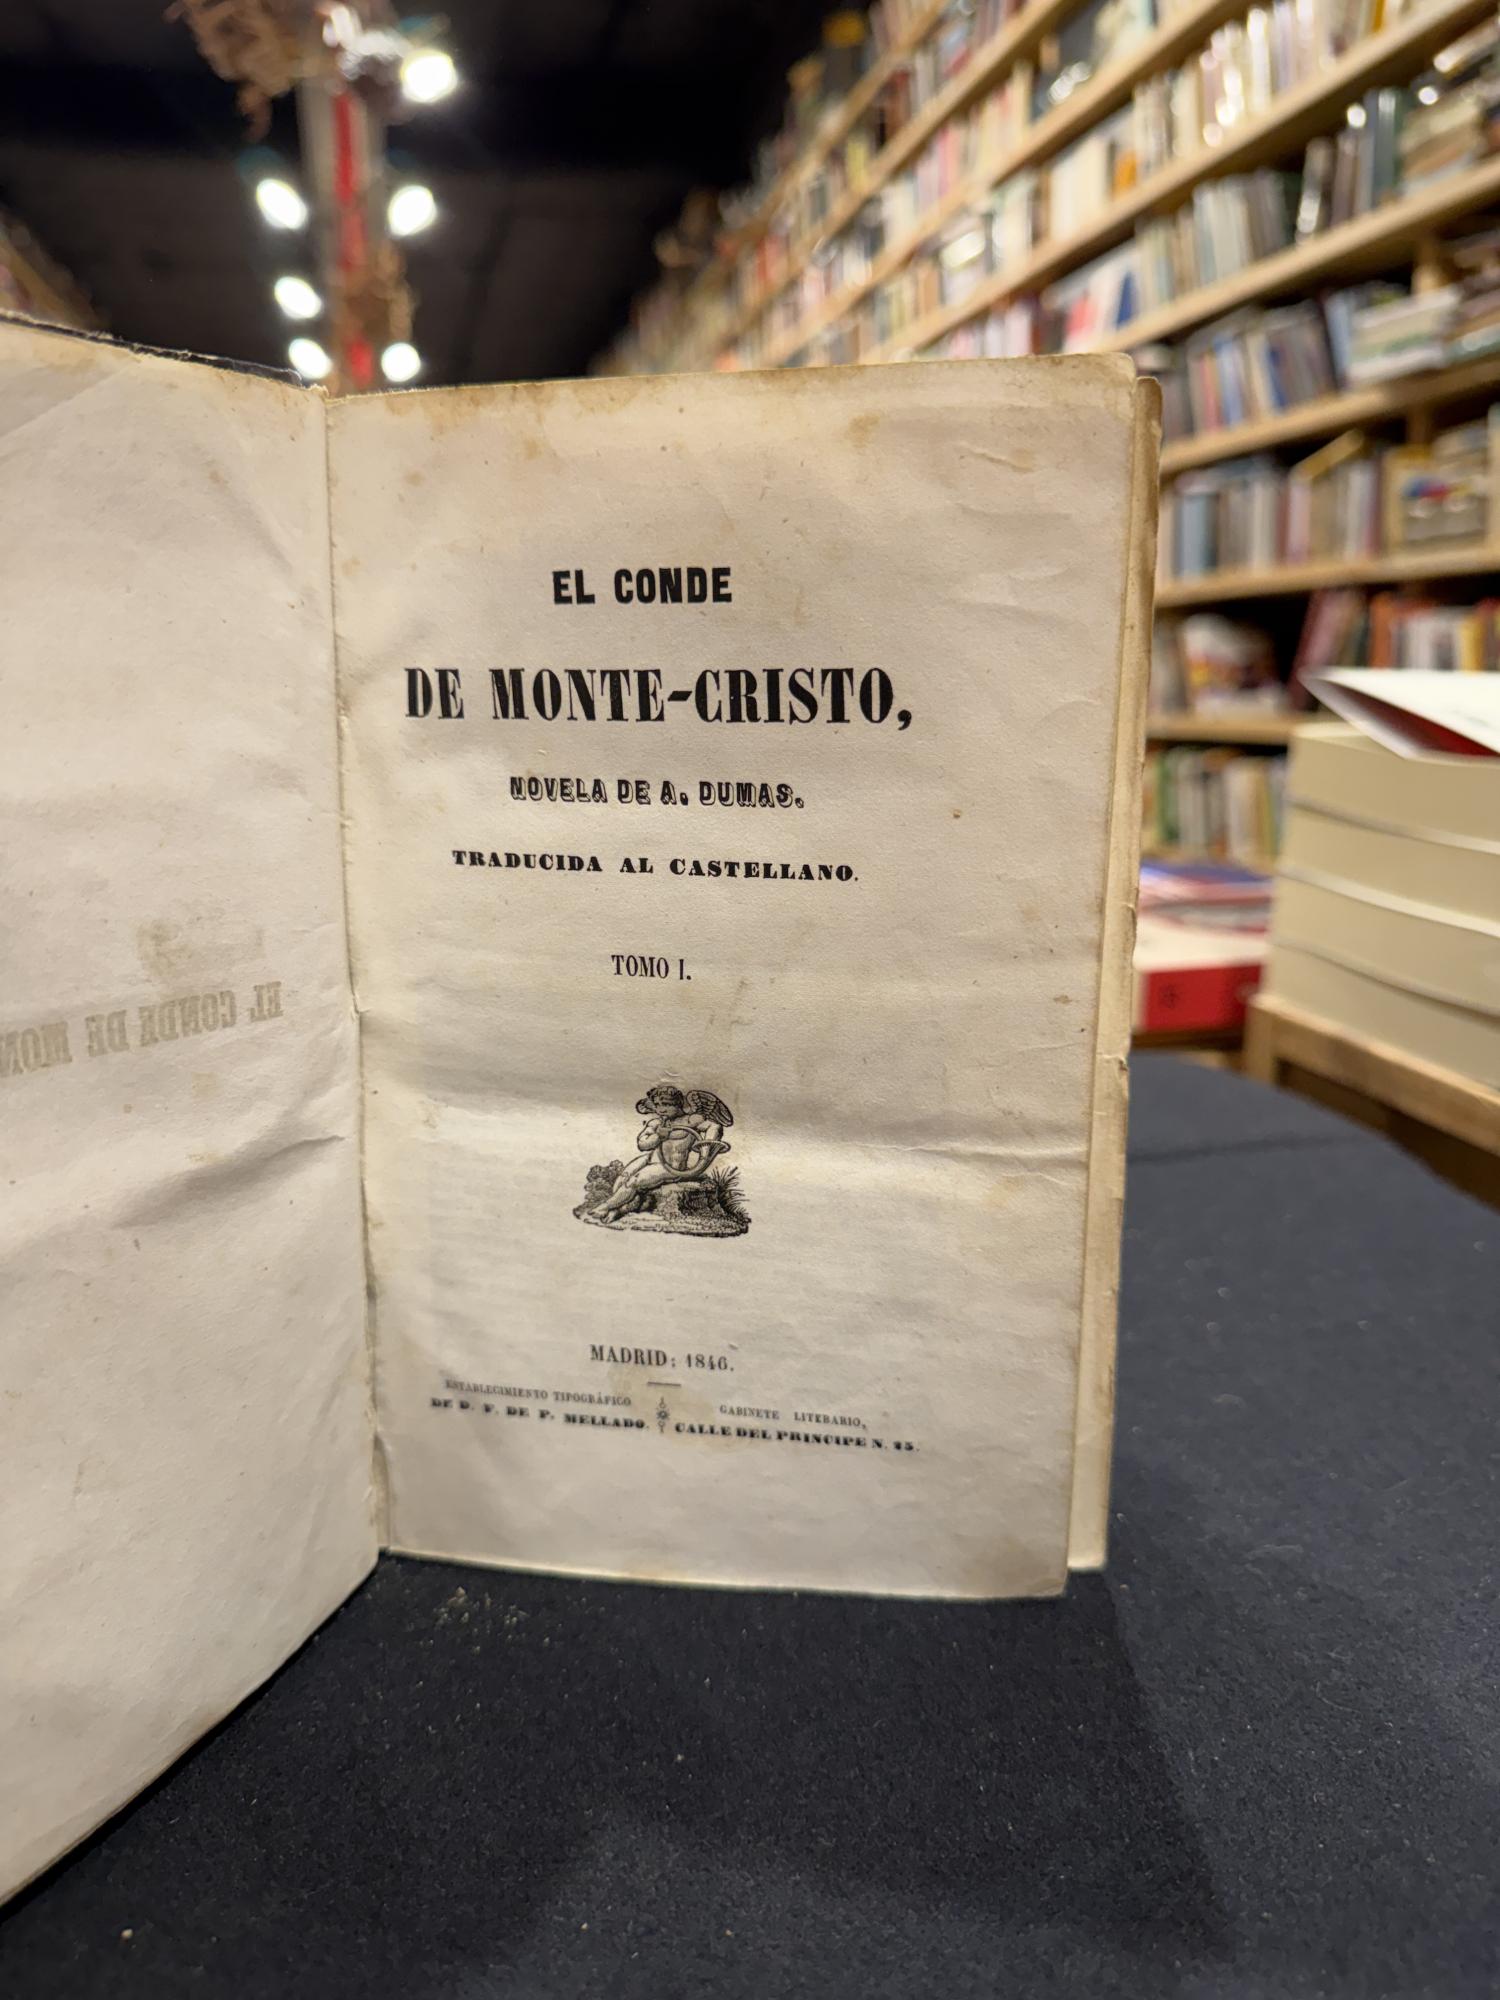 EL CONDE DE MON
EL CONDE
DE MONTE-CRISTO,
NOVELA DE A. DUMAS.
TRADUCIDA AL CASTELLANO.
TOMO I.
MADRID: 1846.
ESTABLECIMIENTO TIPOGRÁFICO
DE D. F. DE P. MELLADO.
GABINETE LITERARIO,
CALLE DEL PRINCIPE N. 25.